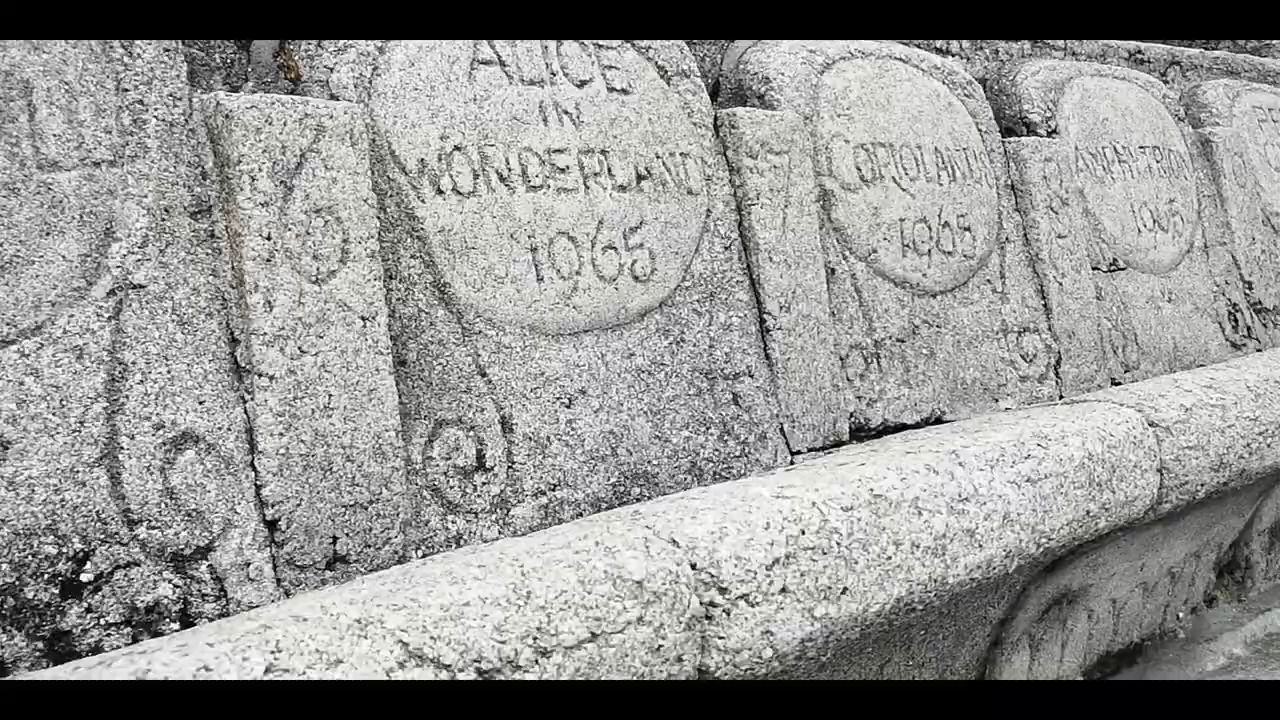 ALICE
IN
WONDERLAND
1965
CORIOLANUS
1965
AMPHITRYON
1965